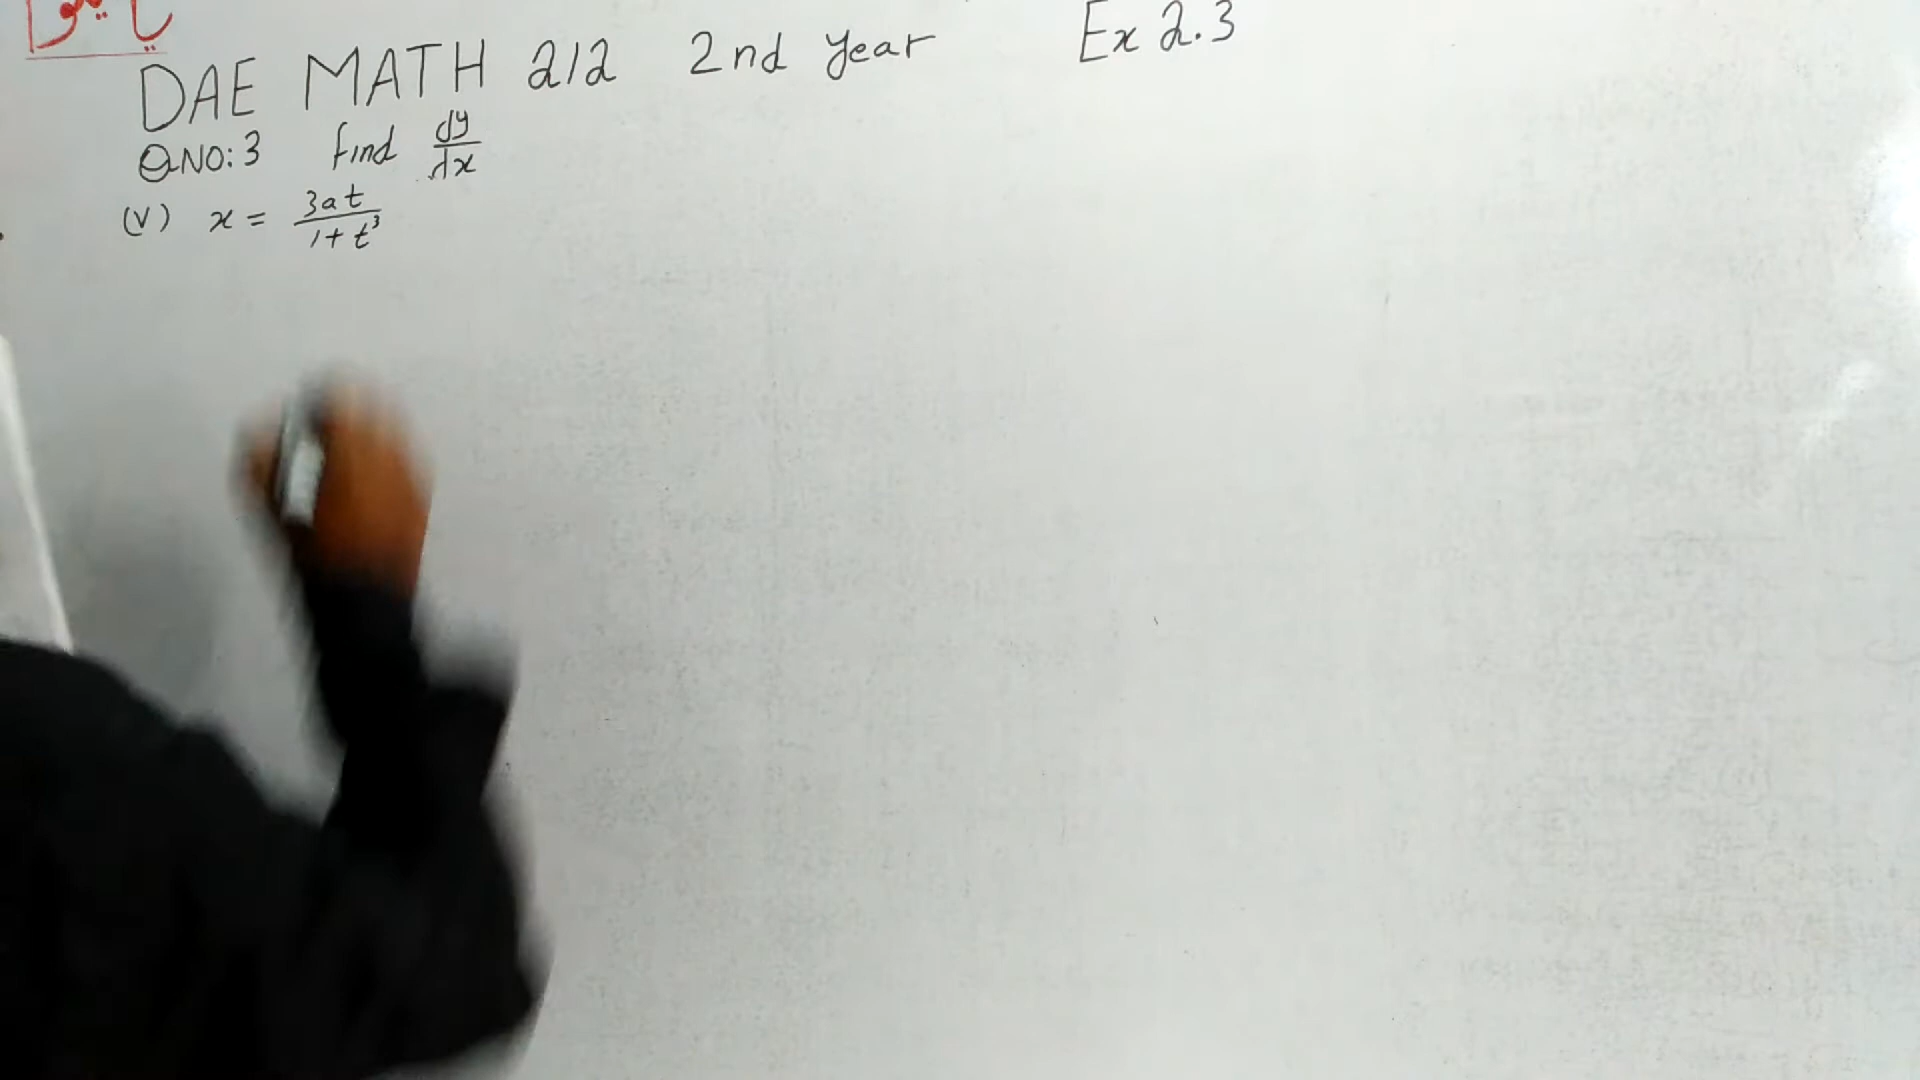 DAE MATH 212 2nd Year Ex 2.3
QNO:3 find dy/dx
(V) x = 3at/1+t³